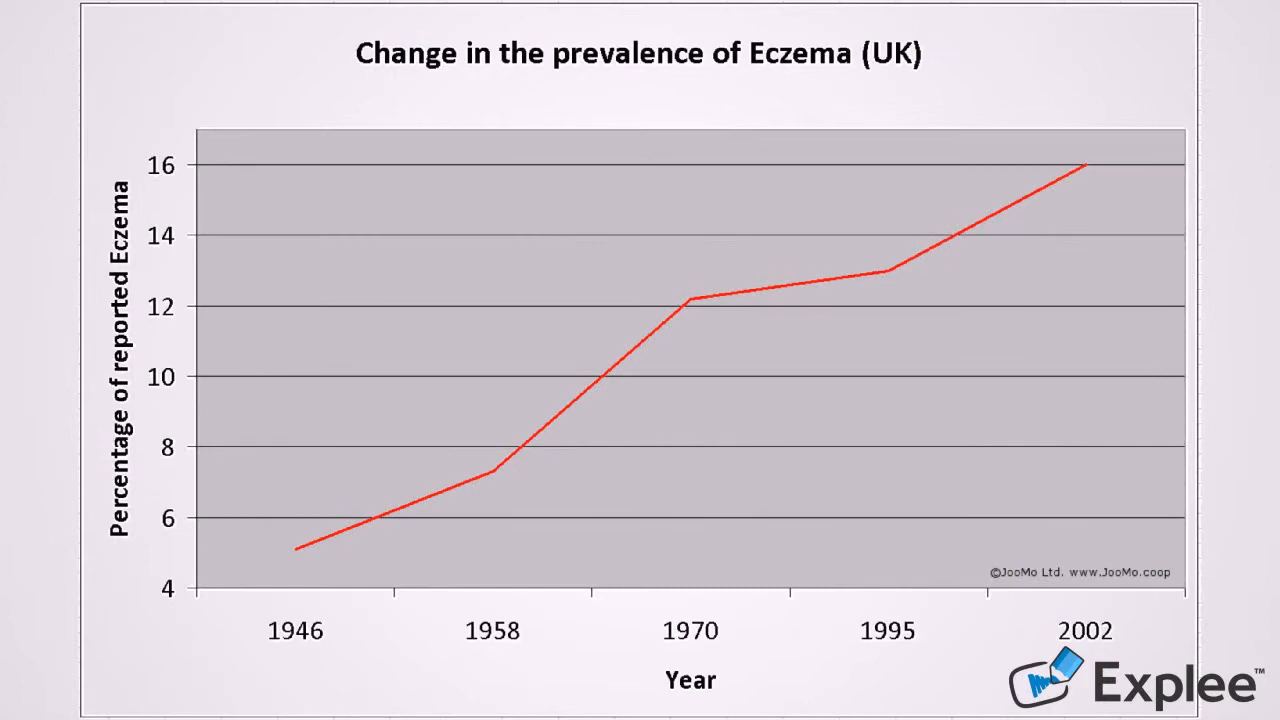 Change in the prevalence of Eczema (UK)
Percentage of reported Eczema
16
14
12
10
8
6
4
©JooMo Ltd. www.JooMo.coop
1946 1958 1970 1995 2002
Year
Explee™